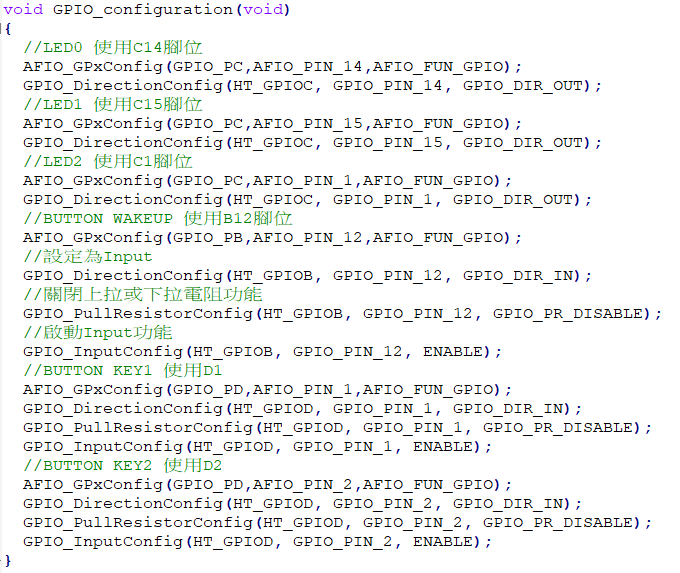 void GPIO_configuration(void)
{
//LED0 使用C14腳位
AFIO_GPxConfig(GPIO_PC,AFIO_PIN_14,AFIO_FUN_GPIO);
GPIO_DirectionConfig(HT_GPIOC, GPIO_PIN_14, GPIO_DIR_OUT);
//LED1 使用C15腳位
AFIO_GPxConfig(GPIO_PC,AFIO_PIN_15,AFIO_FUN_GPIO);
GPIO_DirectionConfig(HT_GPIOC, GPIO_PIN_15, GPIO_DIR_OUT);
//LED2 使用C1腳位
AFIO_GPxConfig(GPIO_PC,AFIO_PIN_1,AFIO_FUN_GPIO);
GPIO_DirectionConfig(HT_GPIOC, GPIO_PIN_1, GPIO_DIR_OUT);
//BUTTON WAKEUP 使用B12腳位
AFIO_GPxConfig(GPIO_PB,AFIO_PIN_12,AFIO_FUN_GPIO);
//設定為Input
GPIO_DirectionConfig(HT_GPIOB, GPIO_PIN_12, GPIO_DIR_IN);
//關閉上拉或下拉電阻功能
GPIO_PullResistorConfig(HT_GPIOB, GPIO_PIN_12, GPIO_PR_DISABLE);
//啟動Input功能
GPIO_InputConfig(HT_GPIOB, GPIO_PIN_12, ENABLE);
//BUTTON KEY1 使用D1
AFIO_GPxConfig(GPIO_PD,AFIO_PIN_1,AFIO_FUN_GPIO);
GPIO_DirectionConfig(HT_GPIOD, GPIO_PIN_1, GPIO_DIR_IN);
GPIO_PullResistorConfig(HT_GPIOD, GPIO_PIN_1, GPIO_PR_DISABLE);
GPIO_InputConfig(HT_GPIOD, GPIO_PIN_1, ENABLE);
//BUTTON KEY2 使用D2
AFIO_GPxConfig(GPIO_PD,AFIO_PIN_2,AFIO_FUN_GPIO);
GPIO_DirectionConfig(HT_GPIOD, GPIO_PIN_2, GPIO_DIR_IN);
GPIO_PullResistorConfig(HT_GPIOD, GPIO_PIN_2, GPIO_PR_DISABLE);
GPIO_InputConfig(HT_GPIOD, GPIO_PIN_2, ENABLE);
}